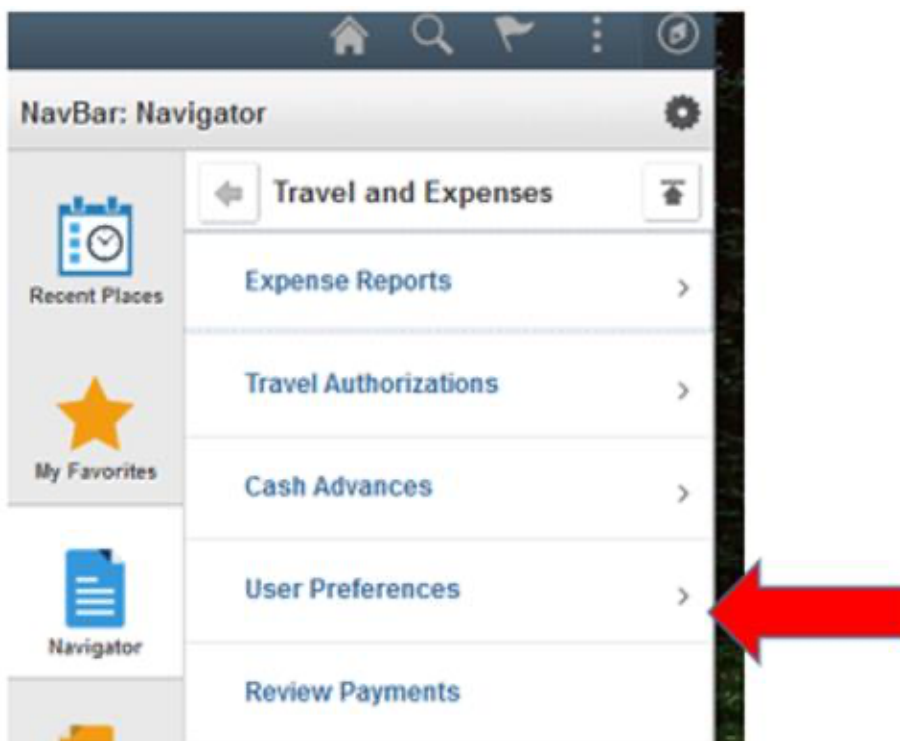 NavBar: Navigator
Travel and Expenses
Recent Places
Expense Reports
Travel Authorizations
My Favorites
Cash Advances
User Preferences
Navigator
Review Payments